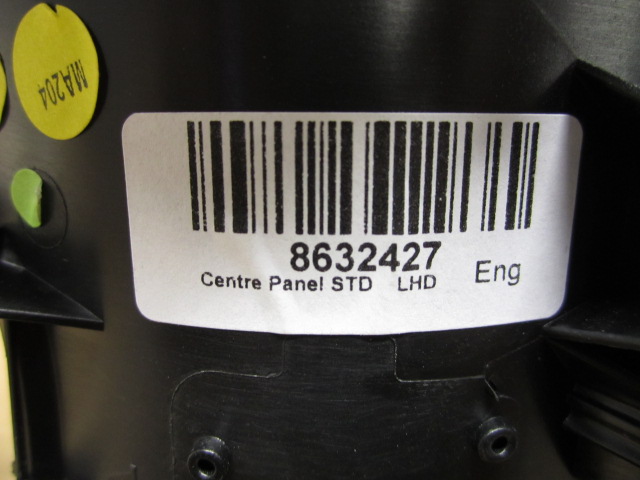 MA204
8632427
Centre Panel STD LHD Eng